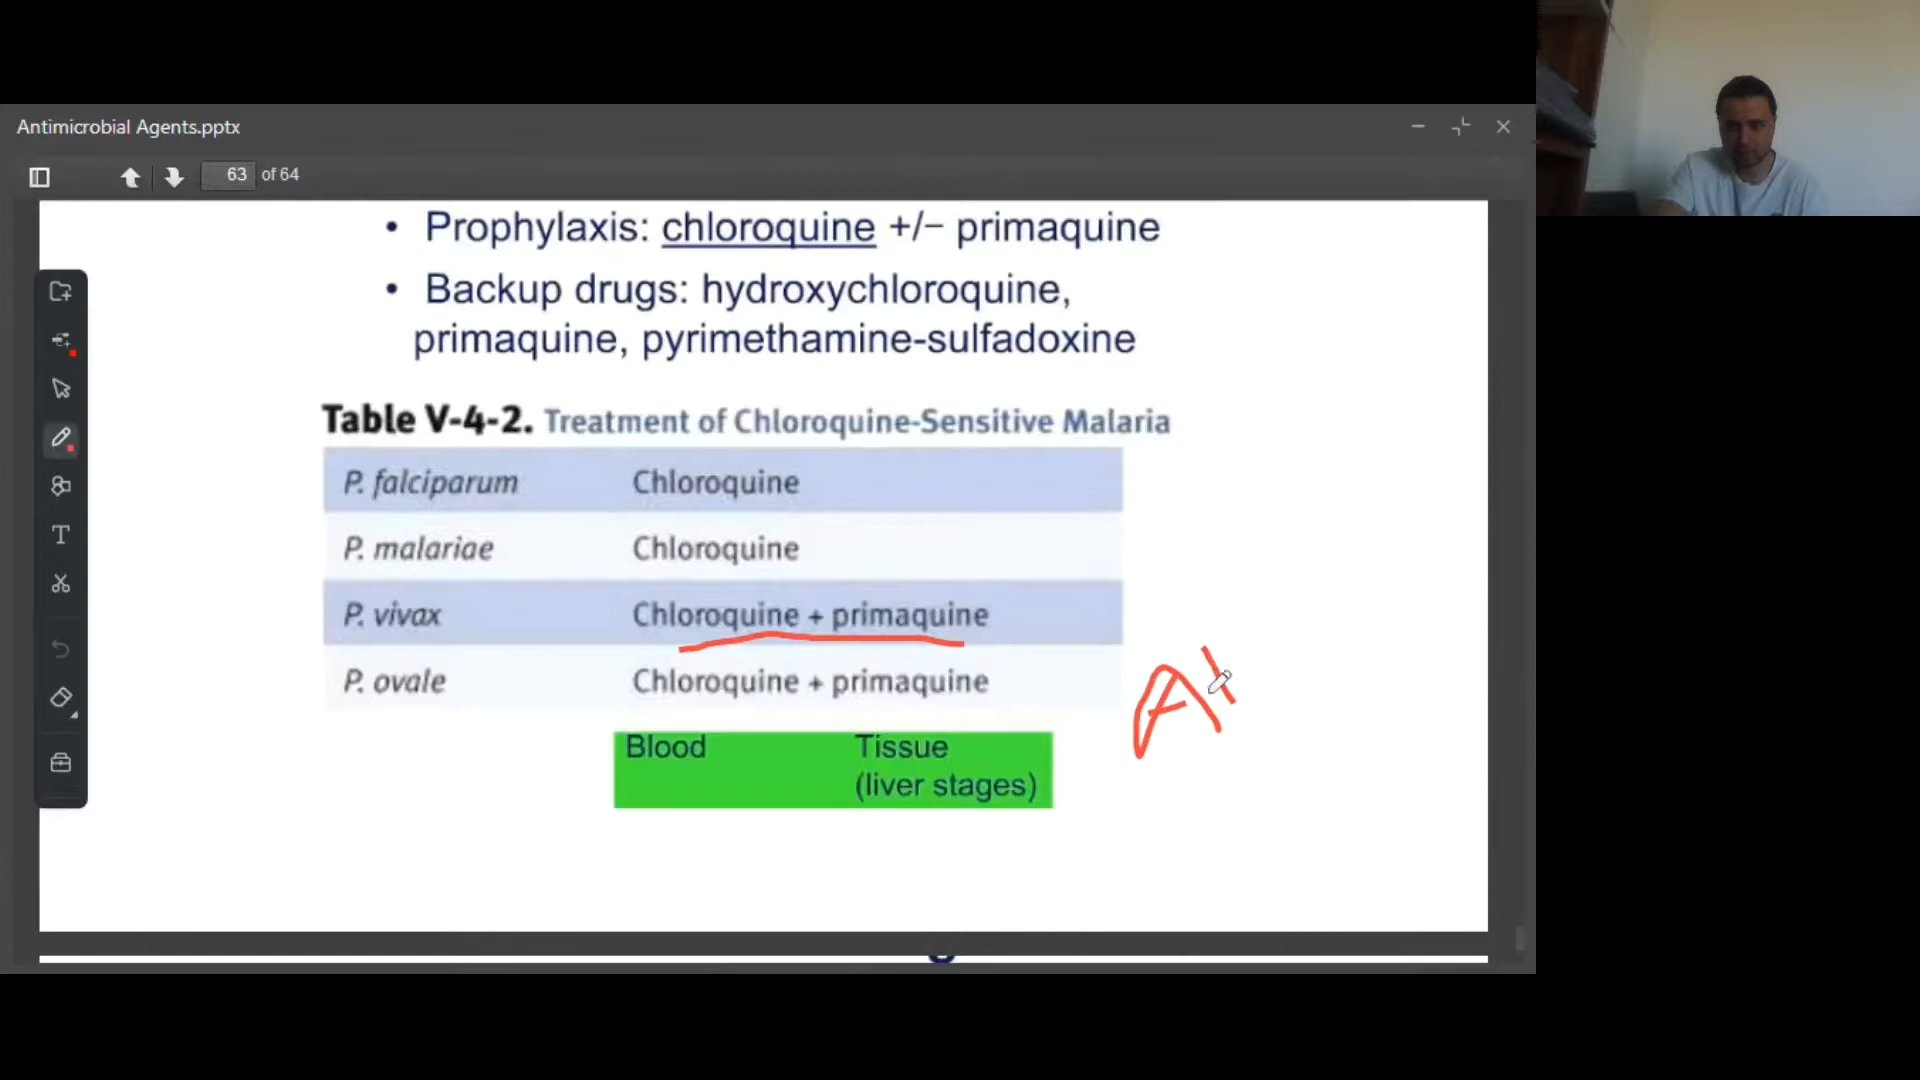 Antimicrobial Agents.pptx
63 of 64
• Prophylaxis: chloroquine +/− primaquine
• Backup drugs: hydroxychloroquine,
primaquine, pyrimethamine-sulfadoxine
Table V-4-2. Treatment of Chloroquine-Sensitive Malaria
P. falciparum Chloroquine
P. malariae Chloroquine
P. vivax Chloroquine + primaquine
P. ovale Chloroquine + primaquine
Blood Tissue
(liver stages)